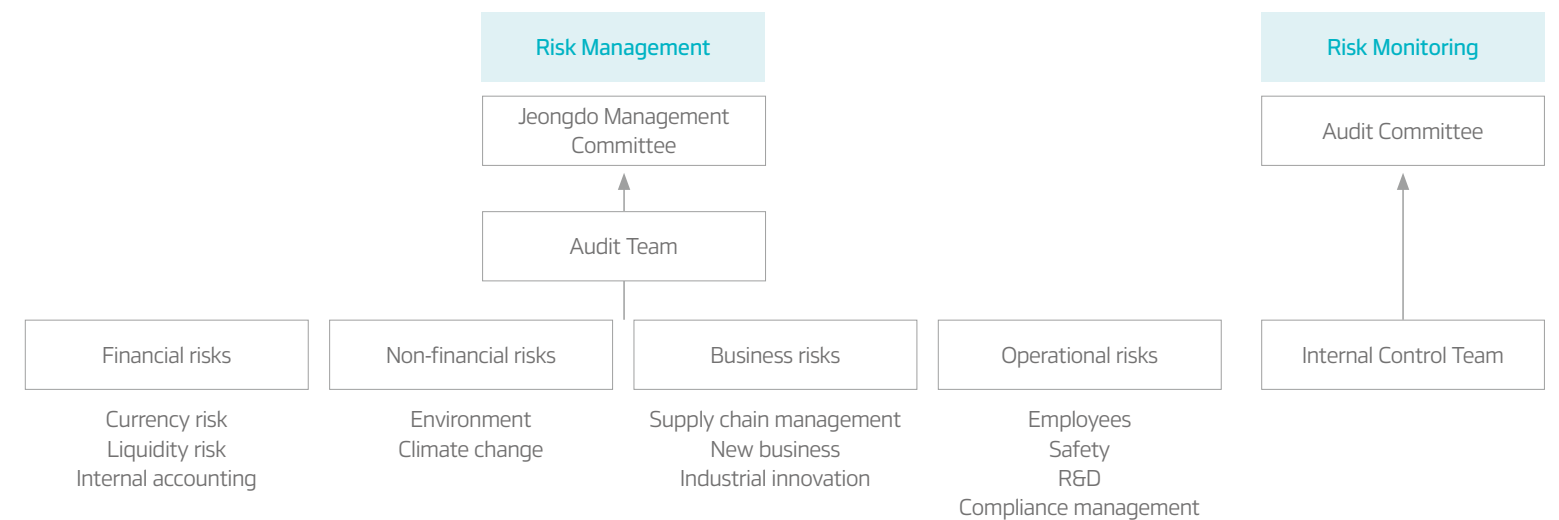 Risk Management
Risk Monitoring
Jeongdo Management
Committee
Audit Committee
Audit Team
Financial risks
Non-financial risks
Business risks
Operational risks
Internal Control Team
Currency risk
Liquidity risk
Internal accounting
Environment
Climate change
Supply chain management
New business
Industrial innovation
Employees
Safety
R&D
Compliance management